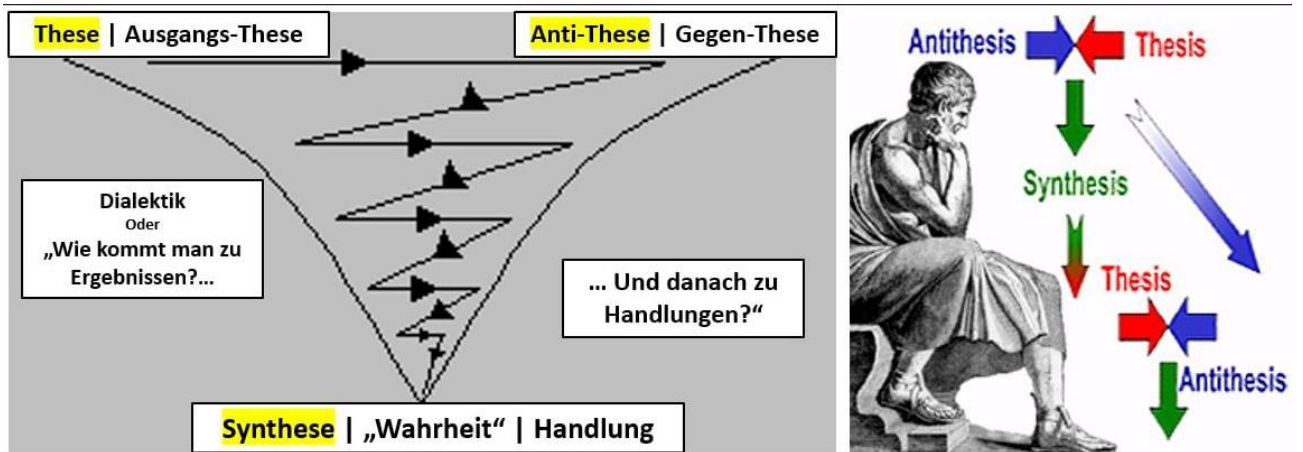 These | Ausgangs-These
Anti-These | Gegen-These
Dialektik
Oder
„Wie kommt man zu
Ergebnissen?...
... Und danach zu
Handlungen?“
Synthese | „Wahrheit“ | Handlung
Antithesis Thesis
Synthesis
Thesis
Antithesis